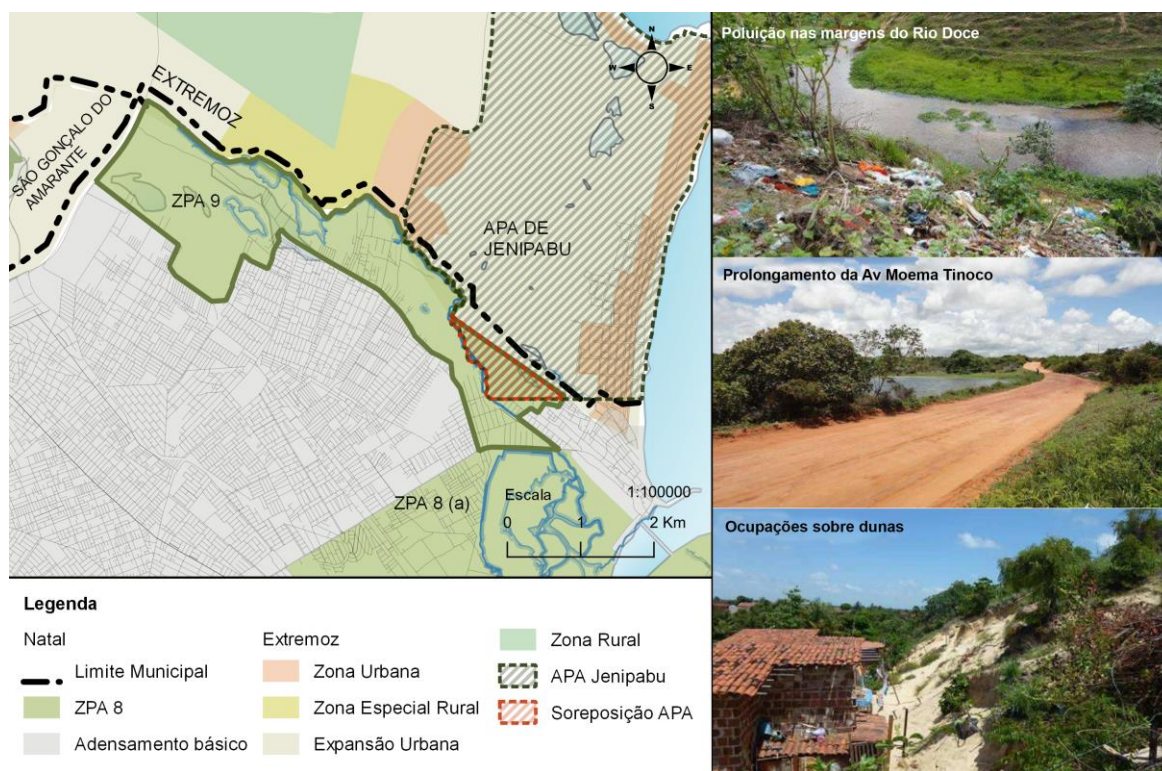 EXTREMOZ
SÃO GONÇALO DO
AMARANTE
ZPA 9
APA DE
JENIPABU
N
W
E
S
ZPA 8 (a)
Escala
1:100000
0
1
2 Km
Poluição nas margens do Rio Doce
Prolongamento da Av Moema Tinoco
Ocupações sobre dunas
Legenda
Natal
Limite Municipal
ZPA 8
Adensamento básico
Extremoz
Zona Urbana
Zona Especial Rural
Expansão Urbana
Zona Rural
APA Jenipabu
Soreposição APA